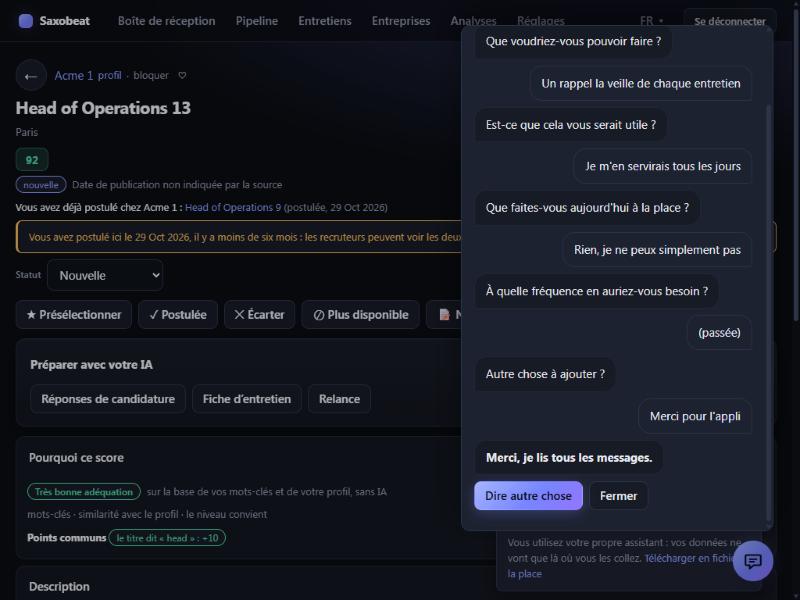 Saxobeat
Boîte de réception
Pipeline
Entretiens
Entreprises
Analyses
Réglages
FR
Se déconnecter
← Acme 1 profil · bloquer ♡
Head of Operations 13
Paris
92
nouvelle Date de publication non indiquée par la source
Vous avez déjà postulé chez Acme 1 : Head of Operations 9 (postulée, 29 Oct 2026)
Vous avez postulé ici le 29 Oct 2026, il y a moins de six mois : les recruteurs peuvent voir les deux
Statut Nouvelle
★ Présélectionner
✓ Postulée
✕ Écarter
⊘ Plus disponible
Préparer avec votre IA
Réponses de candidature
Fiche d'entretien
Relance
Pourquoi ce score
Très bonne adéquation sur la base de vos mots-clés et de votre profil, sans IA
mots-clés · similarité avec le profil · le niveau convient
Points communs le titre dit « head » : +10
Description
Que voudriez-vous pouvoir faire ?
Un rappel la veille de chaque entretien
Est-ce que cela vous serait utile ?
Je m'en servirais tous les jours
Que faites-vous aujourd'hui à la place ?
Rien, je ne peux simplement pas
À quelle fréquence en auriez-vous besoin ?
(passée)
Autre chose à ajouter ?
Merci pour l'appli
Merci, je lis tous les messages.
Dire autre chose
Fermer
Vous utilisez votre propre assistant : vos données ne
vont que là où vous les collez. Télécharger en
la place